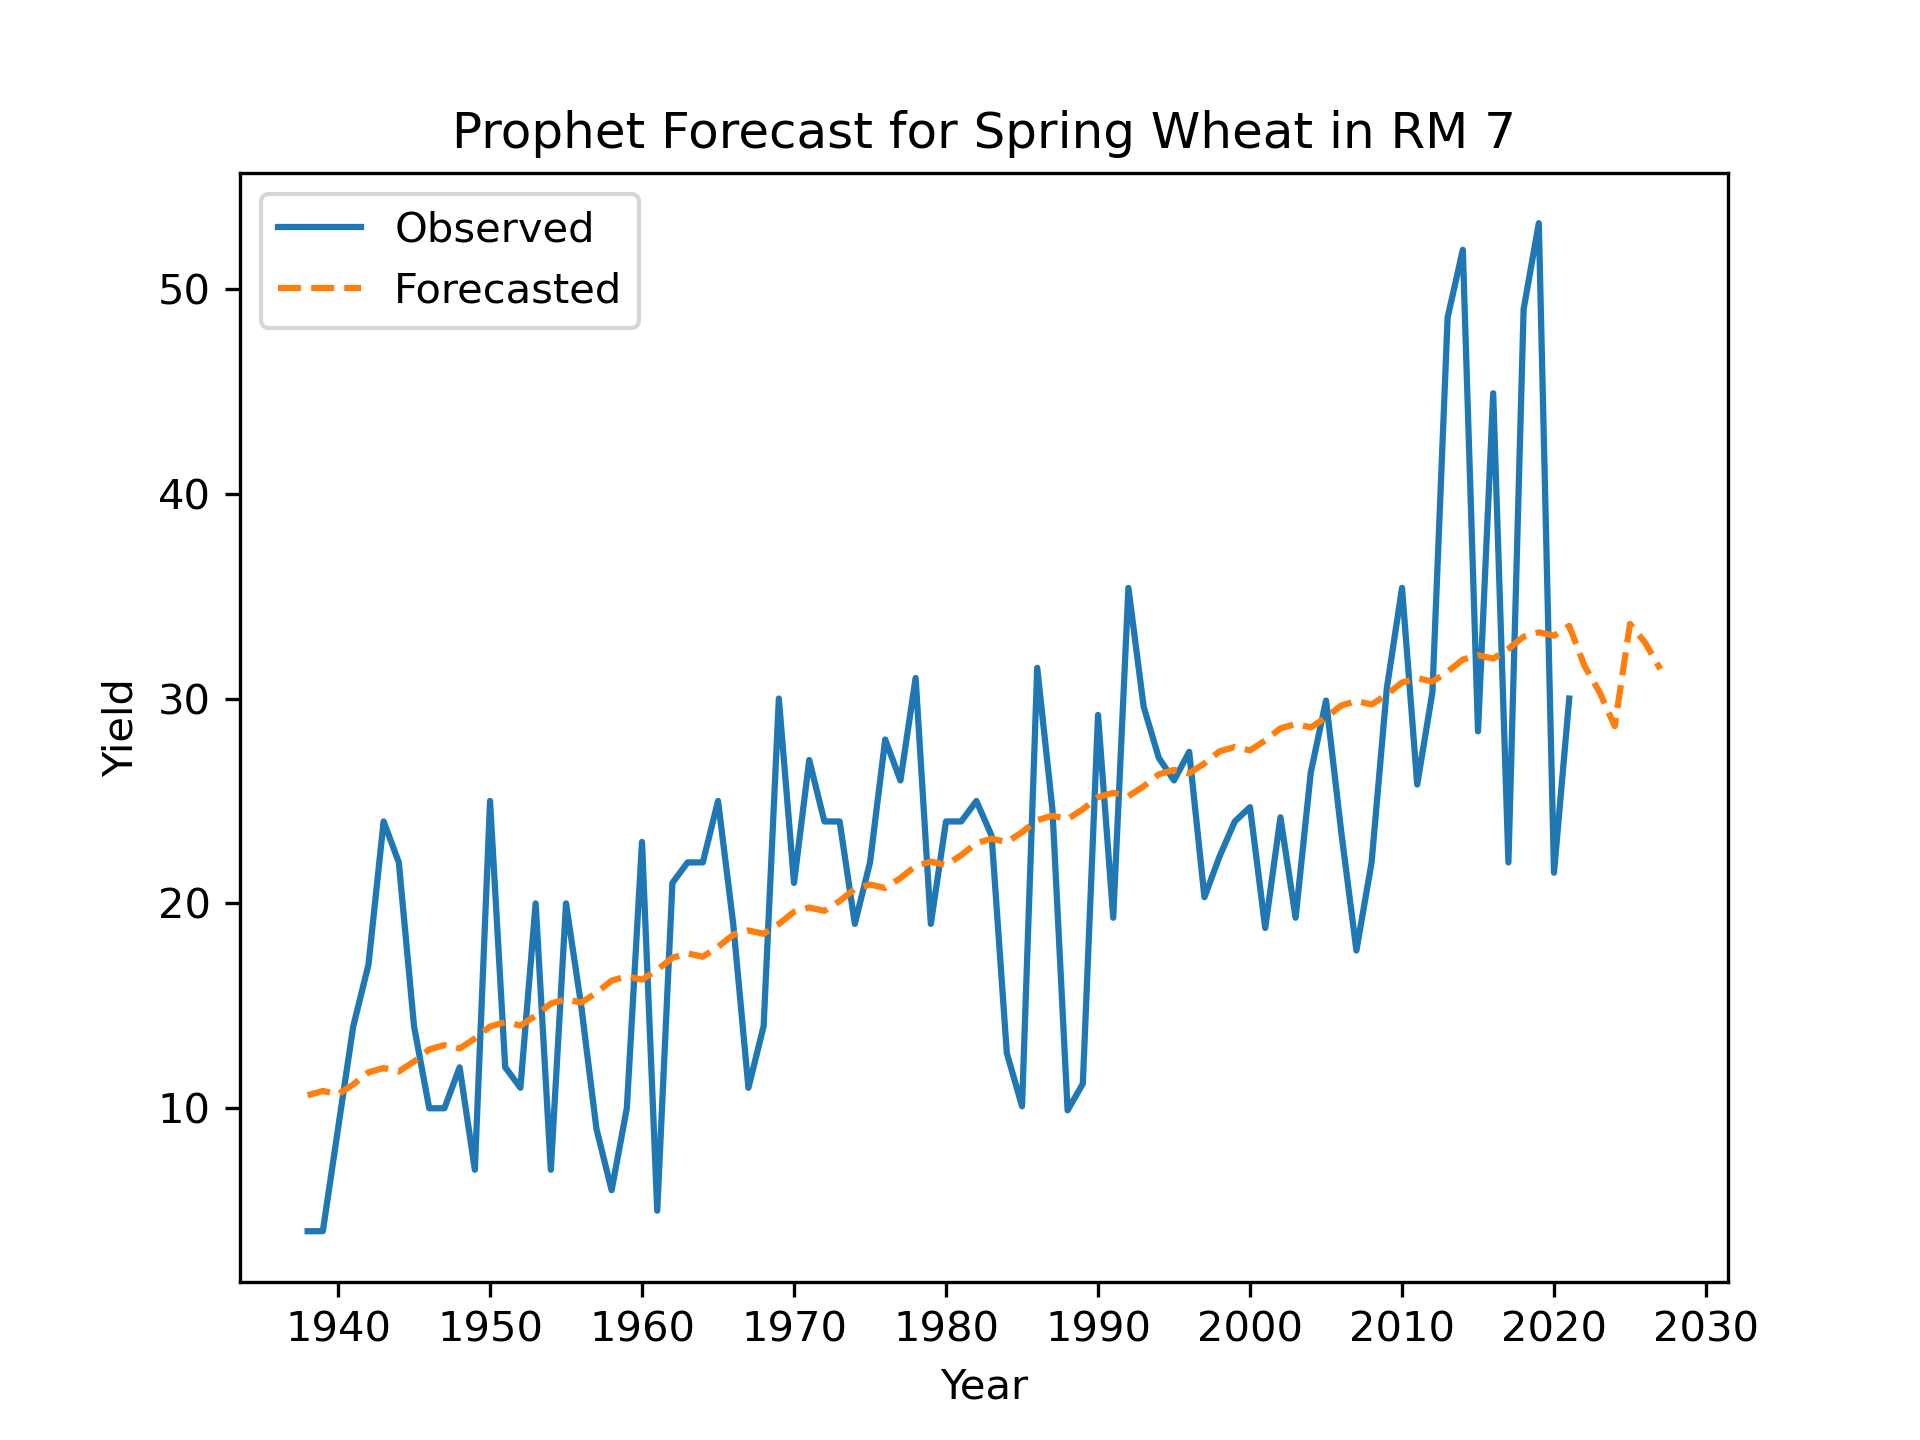 Prophet Forecast for Spring Wheat in RM 7
Observed
Forecasted
50
40
30
20
10
Yield
1940 1950 1960 1970 1980 1990 2000 2010 2020 2030
Year